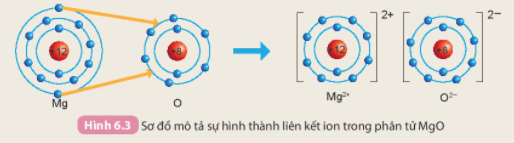 +12
+8
Mg
O
2+
+12
Mg²⁺
2−
+8
O²⁻
Hình 6.3 Sơ đồ mô tả sự hình thành liên kết ion trong phân tử MgO